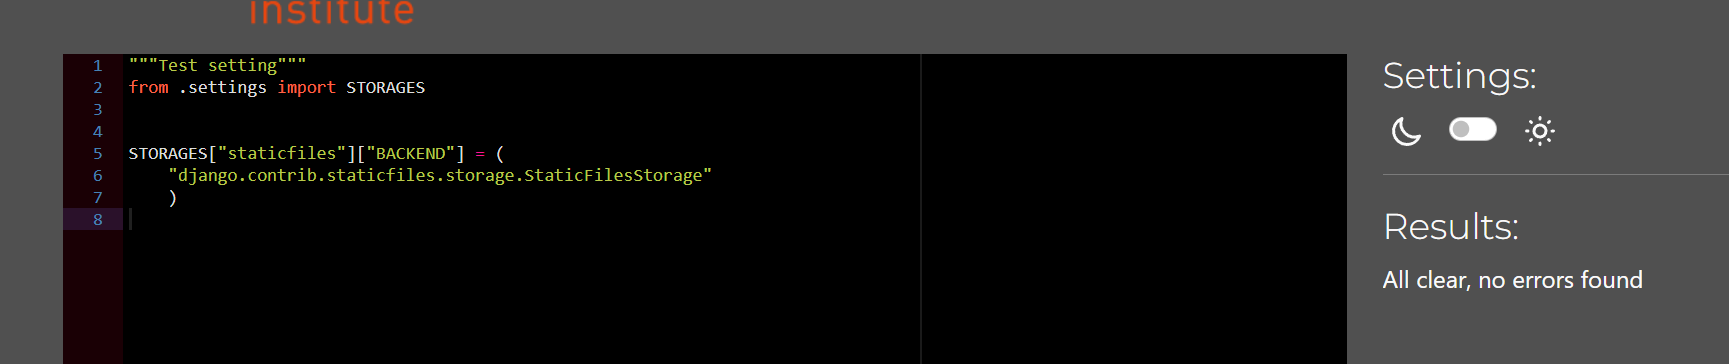 institute
1 """Test setting"""
2 from .settings import STORAGES
3
4
5 STORAGES["staticfiles"]["BACKEND"] = (
6     "django.contrib.staticfiles.storage.StaticFilesStorage"
7     )
8
Settings:
Results:
All clear, no errors found